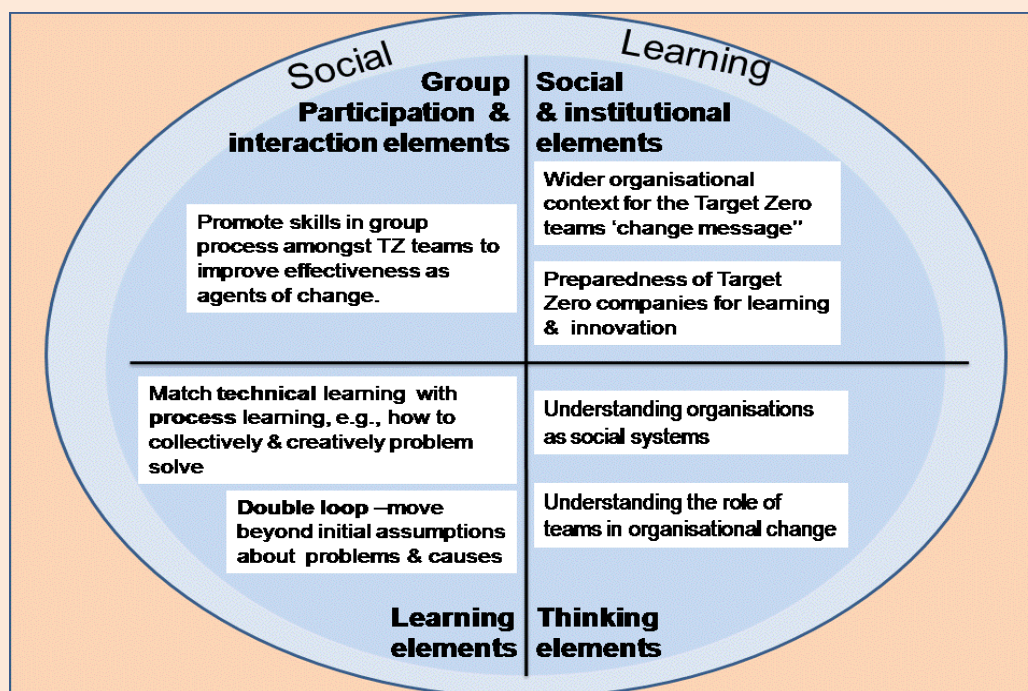 Social
Learning
Group
Participation &
interaction elements
Social
& institutional
elements
Promote skills in group
process amongst TZ teams to
improve effectiveness as
agents of change.
Wider organisational
context for the Target Zero
teams ‘change message”
Preparedness of Target
Zero companies for learning
& innovation
Match technical learning with
process learning, e.g., how to
collectively & creatively problem
solve
Double loop –move
beyond initial assumptions
about problems & causes
Understanding organisations
as social systems
Understanding the role of
teams in organisational change
Learning
elements
Thinking
elements